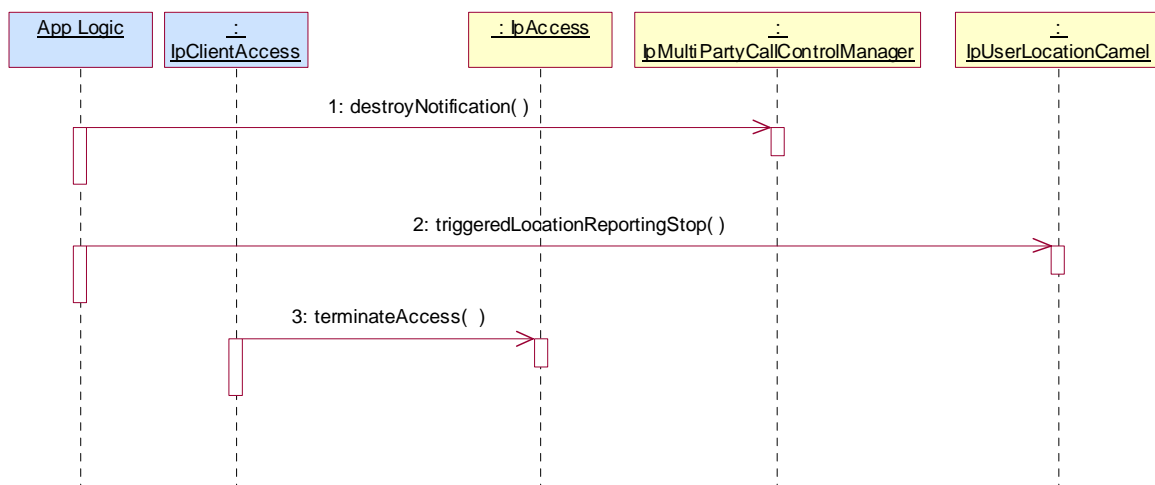 App Logic
:
IpClientAccess
: IpAccess
:
IpMultiPartyCallControlManager
:
IpUserLocationCamel
1: destroyNotification( )
2: triggeredLocationReportingStop( )
3: terminateAccess(  )